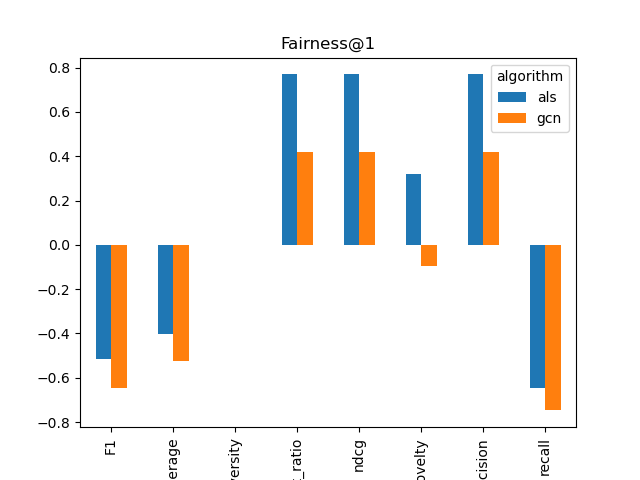 Fairness@1
algorithm
als
gcn
0.8
0.6
0.4
0.2
0.0
−0.2
−0.4
−0.6
−0.8
F1
erage
ersity
_ratio
ndcg
ovelty
cision
recall